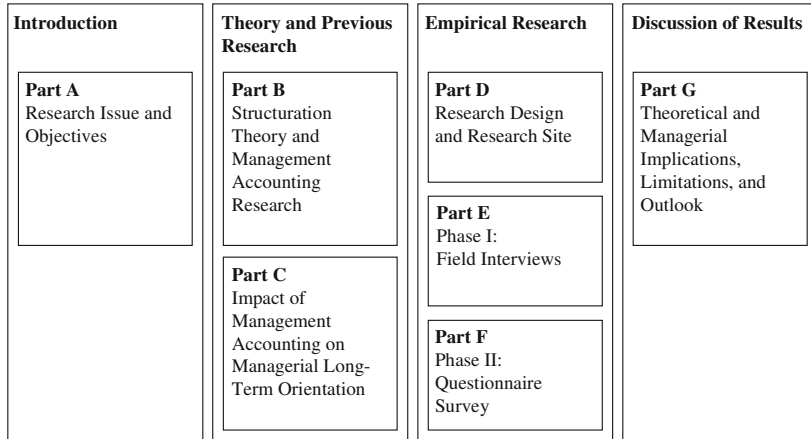 Introduction
Part A
Research Issue and
Objectives
Theory and Previous
Research
Part B
Structuration
Theory and
Management
Accounting
Research
Part C
Impact of
Management
Accounting on
Managerial Long-
Term Orientation
Empirical Research
Part D
Research Design
and Research Site
Part E
Phase I:
Field Interviews
Part F
Phase II:
Questionnaire
Survey
Discussion of Results
Part G
Theoretical and
Managerial
Implications,
Limitations, and
Outlook